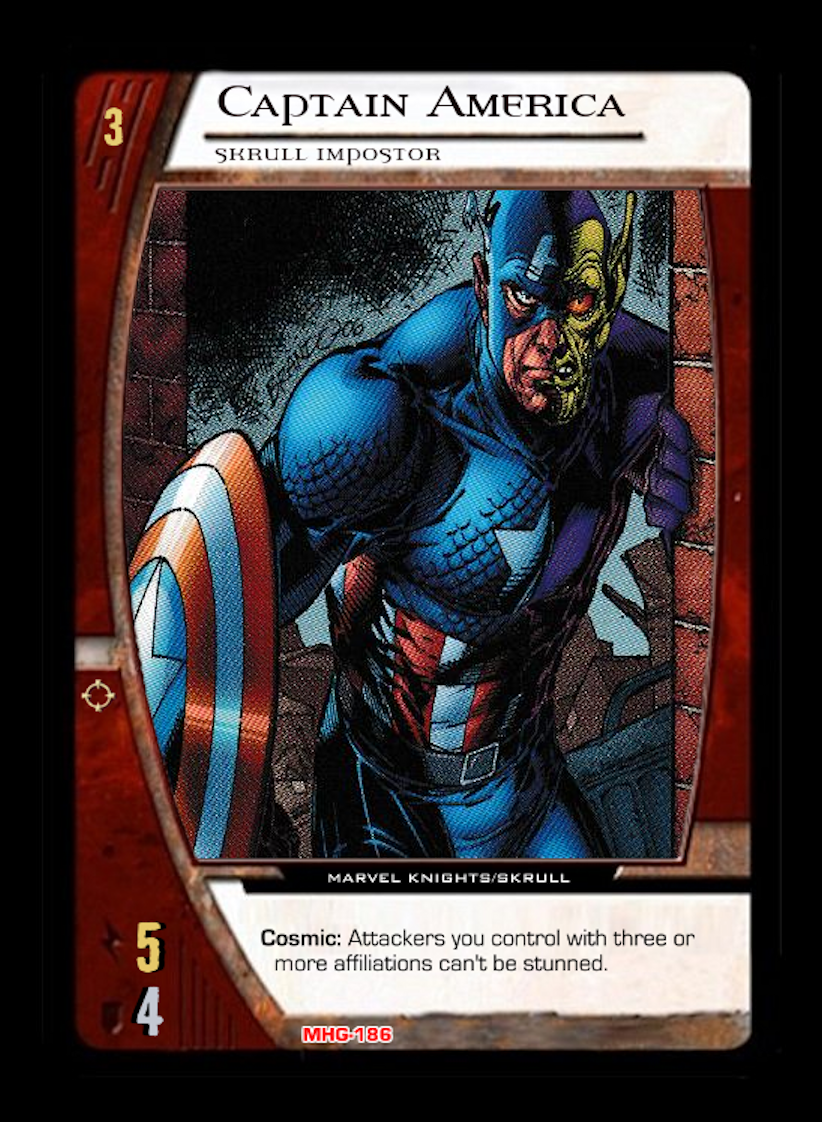 3
Captain America
Skrull Impostor
MARVEL KNIGHTS/SKRULL
Cosmic: Attackers you control with three or
more affiliations can't be stunned.
5
4
MHG-186